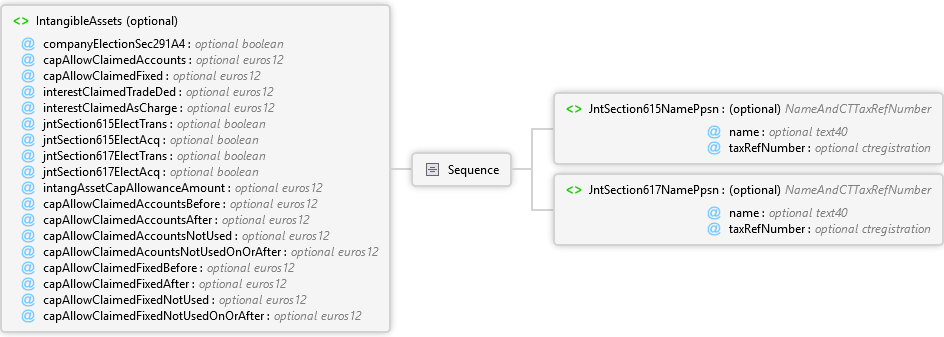 <> IntangibleAssets (optional)
@ companyElectionSec291A4 : optional boolean
@ capAllowClaimedAccounts : optional euros12
@ capAllowClaimedFixed : optional euros12
@ interestClaimedTradeDed : optional euros12
@ interestClaimedAsCharge : optional euros12
@ jntSection615ElectTrans : optional boolean
@ jntSection615ElectAcq : optional boolean
@ jntSection617ElectTrans : optional boolean
@ jntSection617ElectAcq : optional boolean
@ intangAssetCapAllowanceAmount : optional euros12
@ capAllowClaimedAccountsBefore : optional euros12
@ capAllowClaimedAccountsAfter : optional euros12
@ capAllowClaimedAccountsNotUsed : optional euros12
@ capAllowClaimedAcountsNotUsedOnOrAfter : optional euros12
@ capAllowClaimedFixedBefore : optional euros12
@ capAllowClaimedFixedAfter : optional euros12
@ capAllowClaimedFixedNotUsed : optional euros12
@ capAllowClaimedFixedNotUsedOnOrAfter : optional euros12
Sequence
<> JntSection615NamePpsn : (optional) NameAndCTTaxRefNumber
@ name : optional text40
@ taxRefNumber : optional ctregistration
<> JntSection617NamePpsn : (optional) NameAndCTTaxRefNumber
@ name : optional text40
@ taxRefNumber : optional ctregistration